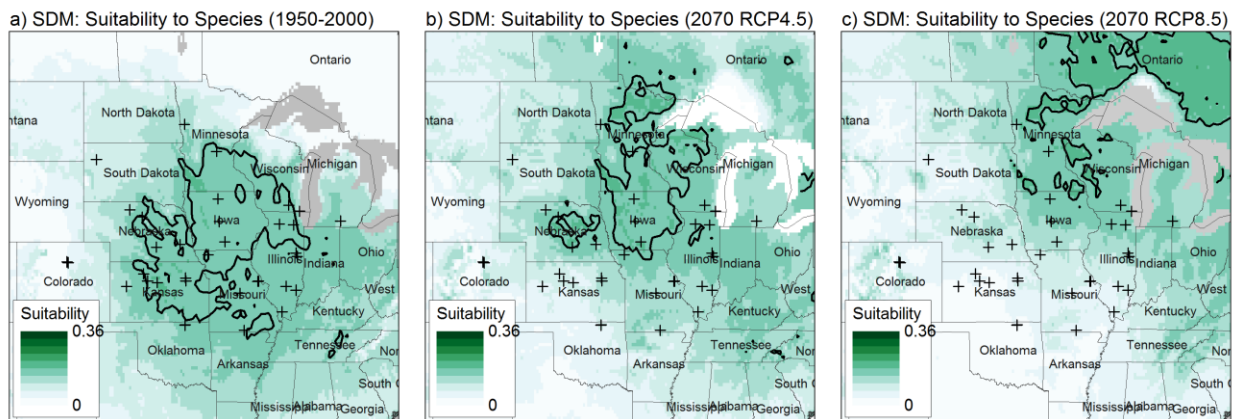 a) SDM: Suitability to Species (1950-2000)
Ontario
North Dakota
ntana
Minnesota
Wisconsin
Michigan
South Dakota
Wyoming
Iowa
Nebraska
Ohio
Illinois
Indiana
Colorado
Kansas
Missouri
West
Kentucky
Suitability
0.36
0
Tennessee
Nor
Oklahoma
Arkansas
South C
Mississippi
Alabama
Georgia
b) SDM: Suitability to Species (2070 RCP4.5)
Ontario
North Dakota
ntana
Minnesota
Wisconsin
Michigan
South Dakota
Wyoming
Iowa
Nebraska
Ohio
Illinois
Indiana
Colorado
Kansas
Missouri
West
Kentucky
Suitability
0.36
0
Tennessee
Nor
Oklahoma
Arkansas
South C
Mississippi
Alabama
Georgia
c) SDM: Suitability to Species (2070 RCP8.5)
Ontario
North Dakota
ntana
Minnesota
Wisconsin
Michigan
South Dakota
Wyoming
Iowa
Nebraska
Ohio
Illinois
Indiana
Colorado
Kansas
Missouri
West
Kentucky
Suitability
0.36
0
Tennessee
Nor
Oklahoma
Arkansas
South C
Mississippi
Alabama
Georgia